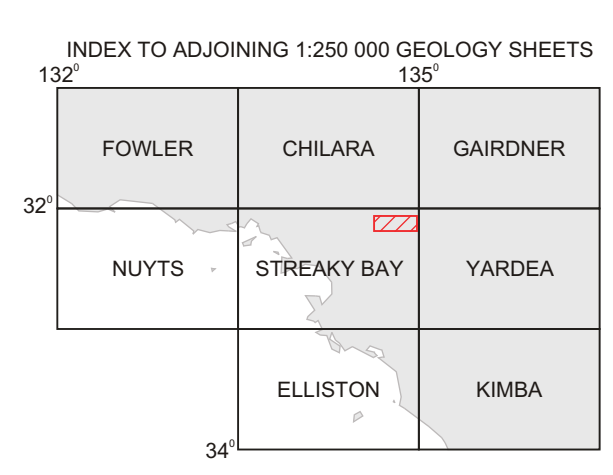 INDEX TO ADJOINING 1:250 000 GEOLOGY SHEETS
132⁰ 135⁰
FOWLER CHILARA GAIRDNER
32⁰
NUYTS STREAKY BAY YARDEA
ELLISTON KIMBA
34⁰